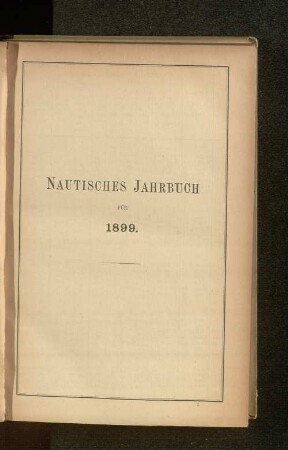 NAUTISCHES JAHRBUCH
FÜR
1899.